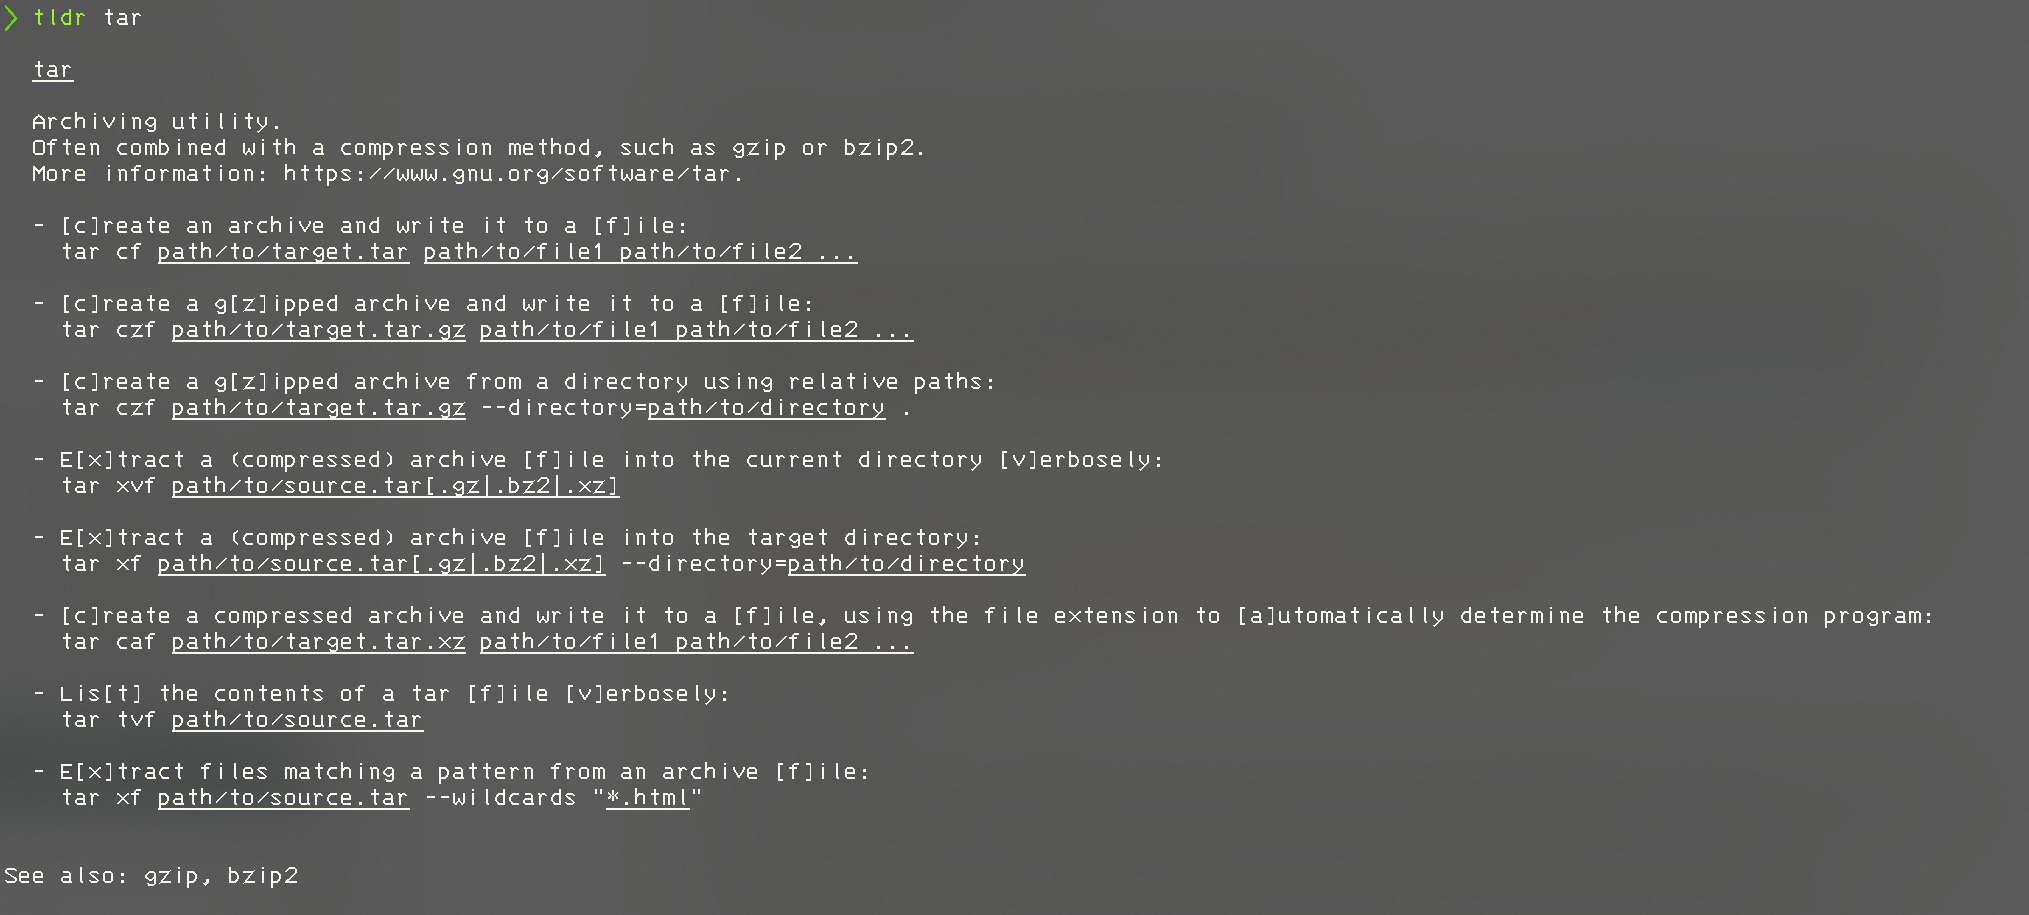 ❯ tldr tar
tar
Archiving utility.
Often combined with a compression method, such as gzip or bzip2.
More information: https://www.gnu.org/software/tar.
- [c]reate an archive and write it to a [f]ile:
tar cf path/to/target.tar path/to/file1 path/to/file2 ...
- [c]reate a g[z]ipped archive and write it to a [f]ile:
tar czf path/to/target.tar.gz path/to/file1 path/to/file2 ...
- [c]reate a g[z]ipped archive from a directory using relative paths:
tar czf path/to/target.tar.gz --directory=path/to/directory .
- E[x]tract a (compressed) archive [f]ile into the current directory [v]erbosely:
tar xvf path/to/source.tar[.gz|.bz2|.xz]
- E[x]tract a (compressed) archive [f]ile into the target directory:
tar xf path/to/source.tar[.gz|.bz2|.xz] --directory=path/to/directory
- [c]reate a compressed archive and write it to a [f]ile, using the file extension to [a]utomatically determine the compression program:
tar caf path/to/target.tar.xz path/to/file1 path/to/file2 ...
- Lis[t] the contents of a tar [f]ile [v]erbosely:
tar tvf path/to/source.tar
- E[x]tract files matching a pattern from an archive [f]ile:
tar xf path/to/source.tar --wildcards "*.html"
See also: gzip, bzip2